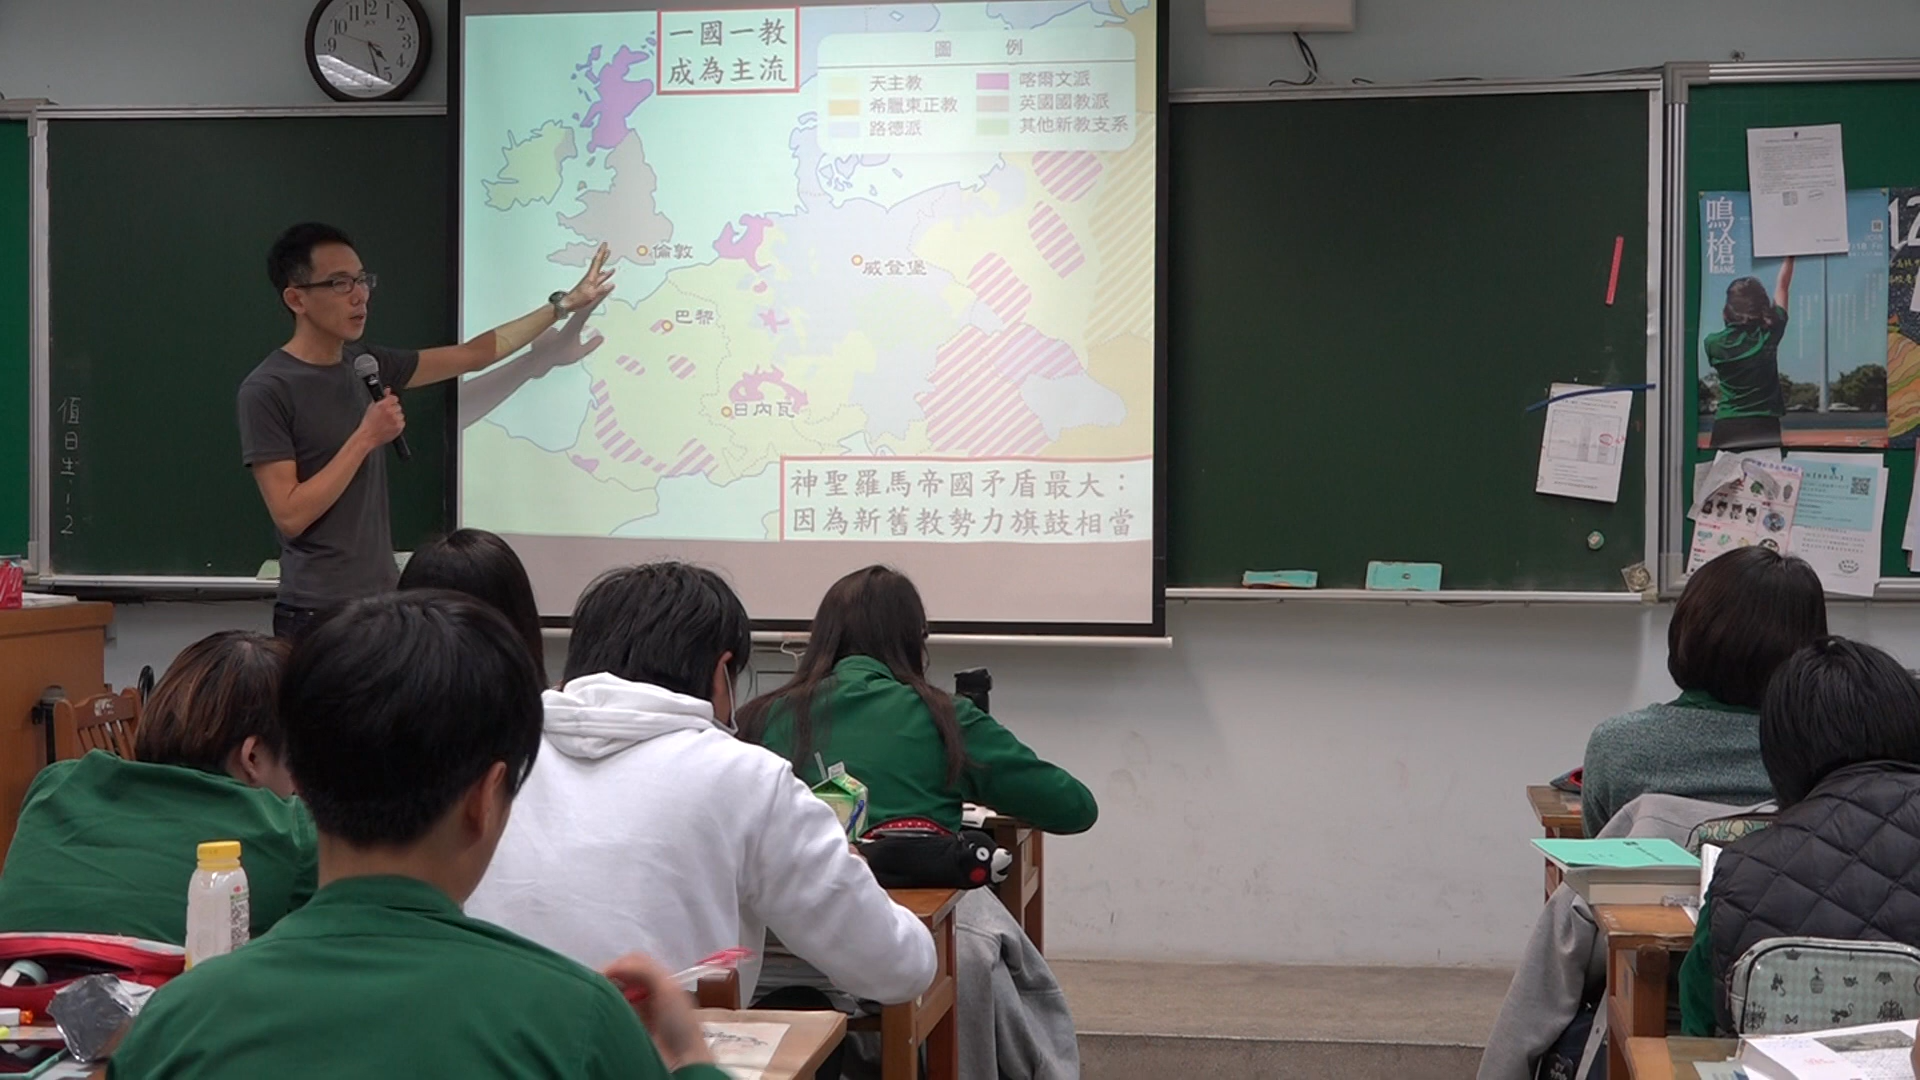 一國一教
成為主流
圖 例
天主教
喀爾文派
希臘東正教
英國國教派
路德派
其他新教支系
倫敦
威登堡
巴黎
日內瓦
神聖羅馬帝國矛盾最大：
因為新舊教勢力旗鼓相當
值日生：12
鳴槍
BANG
12